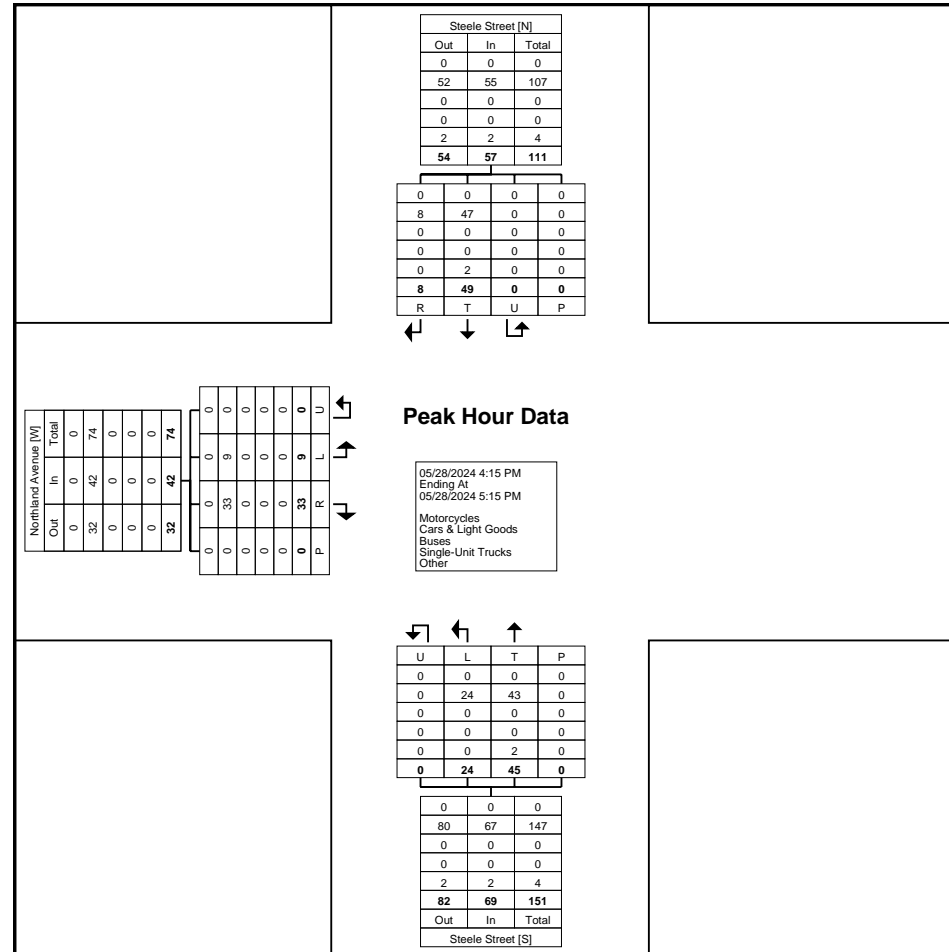 Steele Street [N]
Out In Total
0 0 0
52 55 107
0 0 0
0 0 0
2 2 4
54 57 111
0 0 0 0
8 47 0 0
0 0 0 0
0 0 0 0
0 2 0 0
8 49 0 0
R T U P
Northland Avenue [W]
Out In Total
0 0 0
32 42 74
0 0 0
0 0 0
0 0 0
32 42 74
0 0 0 0
0 33 9 0
0 0 0 0
0 0 0 0
0 0 0 0
0 33 9 0
P R L U
Peak Hour Data
05/28/2024 4:15 PM
Ending At
05/28/2024 5:15 PM
Motorcycles
Cars & Light Goods
Buses
Single-Unit Trucks
Other
U L T P
0 0 0 0
0 24 43 0
0 0 0 0
0 0 0 0
0 0 2 0
0 24 45 0
0 0 0
80 67 147
0 0 0
0 0 0
2 2 4
82 69 151
Out In Total
Steele Street [S]